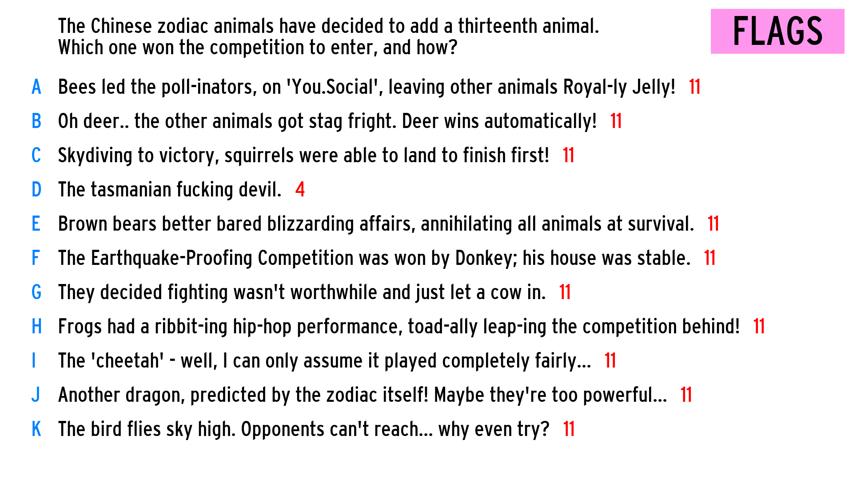 The Chinese zodiac animals have decided to add a thirteenth animal.
Which one won the competition to enter, and how?
FLAGS
A Bees led the poll-inators, on 'You.Social', leaving other animals Royal-ly Jelly! 11
B Oh deer.. the other animals got stag fright. Deer wins automatically! 11
C Skydiving to victory, squirrels were able to land to finish first! 11
D The tasmanian fucking devil. 4
E Brown bears better bared blizzarding affairs, annihilating all animals at survival. 11
F The Earthquake-Proofing Competition was won by Donkey; his house was stable. 11
G They decided fighting wasn't worthwhile and just let a cow in. 11
H Frogs had a ribbit-ing hip-hop performance, toad-ally leap-ing the competition behind! 11
I The 'cheetah' - well, I can only assume it played completely fairly... 11
J Another dragon, predicted by the zodiac itself! Maybe they're too powerful... 11
K The bird flies sky high. Opponents can't reach... why even try? 11